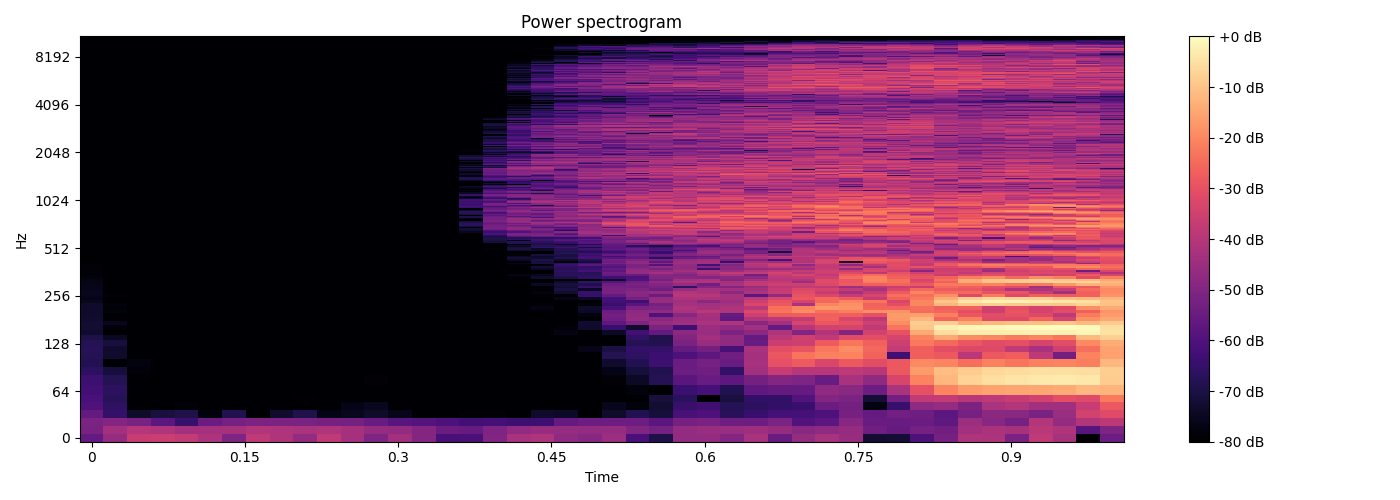 Power spectrogram
Hz
8192
4096
2048
1024
512
256
128
64
0
0
0.15
0.3
0.45
0.6
0.75
0.9
Time
+0 dB
-10 dB
-20 dB
-30 dB
-40 dB
-50 dB
-60 dB
-70 dB
-80 dB